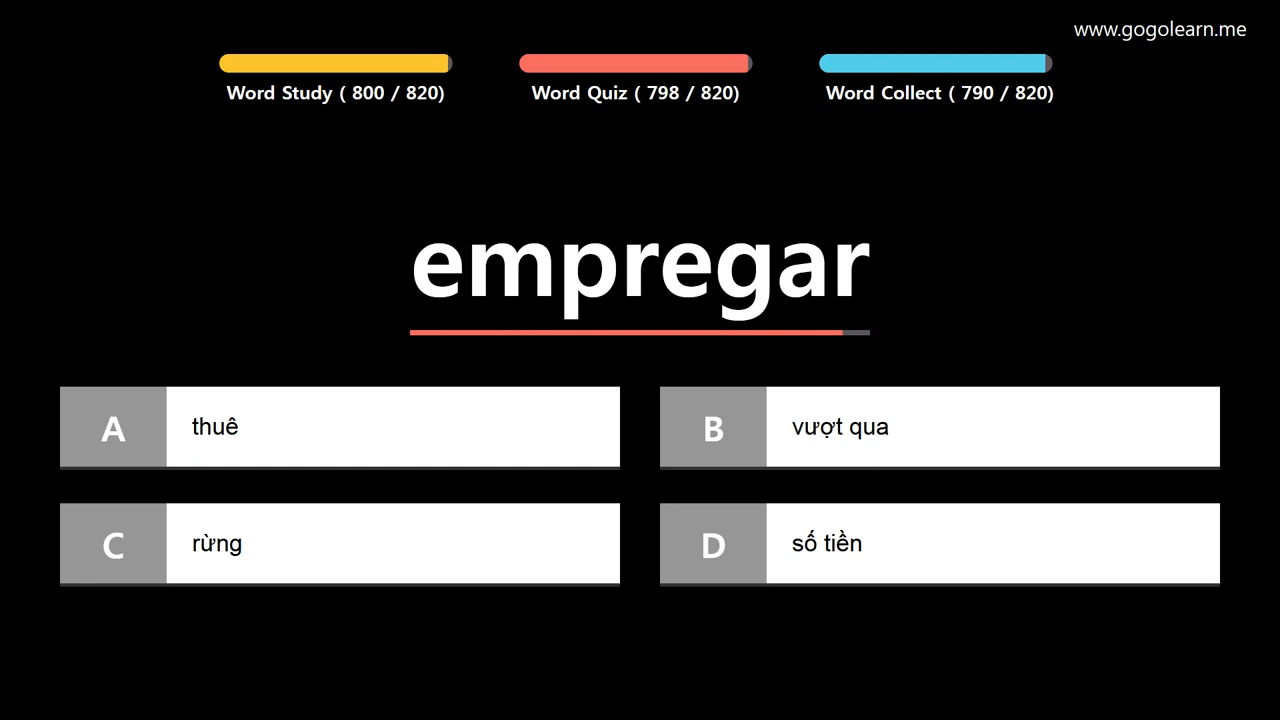 www.gogolearn.me
Word Study ( 800 / 820)
Word Quiz ( 798 / 820)
Word Collect ( 790 / 820)
empregar
A thuê
B vượt qua
C rừng
D số tiền